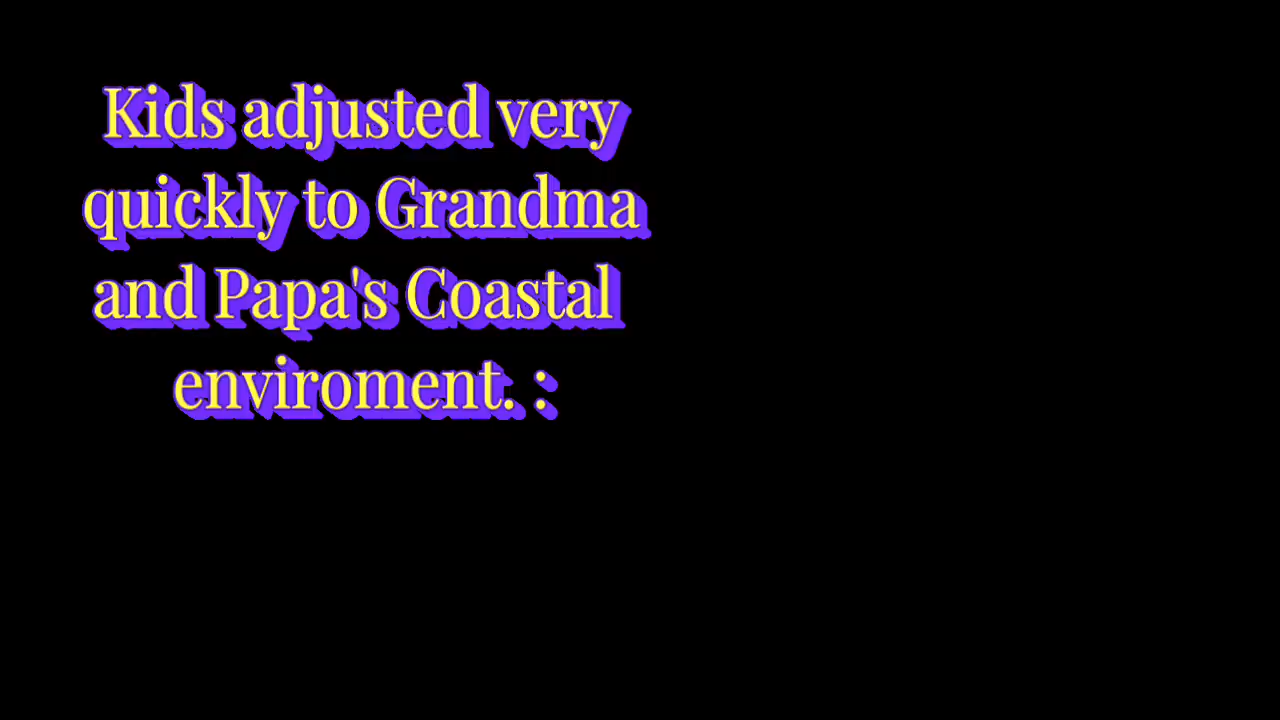 Kids adjusted very
quickly to Grandma
and Papa's Coastal
enviroment. :